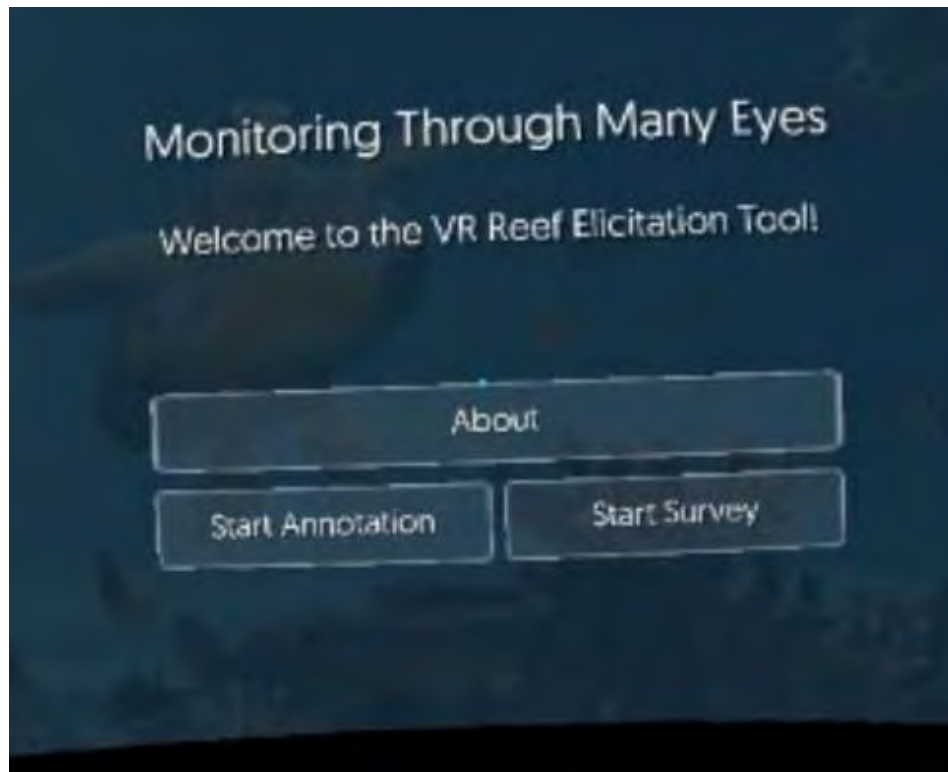 Monitoring Through Many Eyes
Welcome to the VR Reef Elicitation Tool!
About
Start Annotation
Start Survey